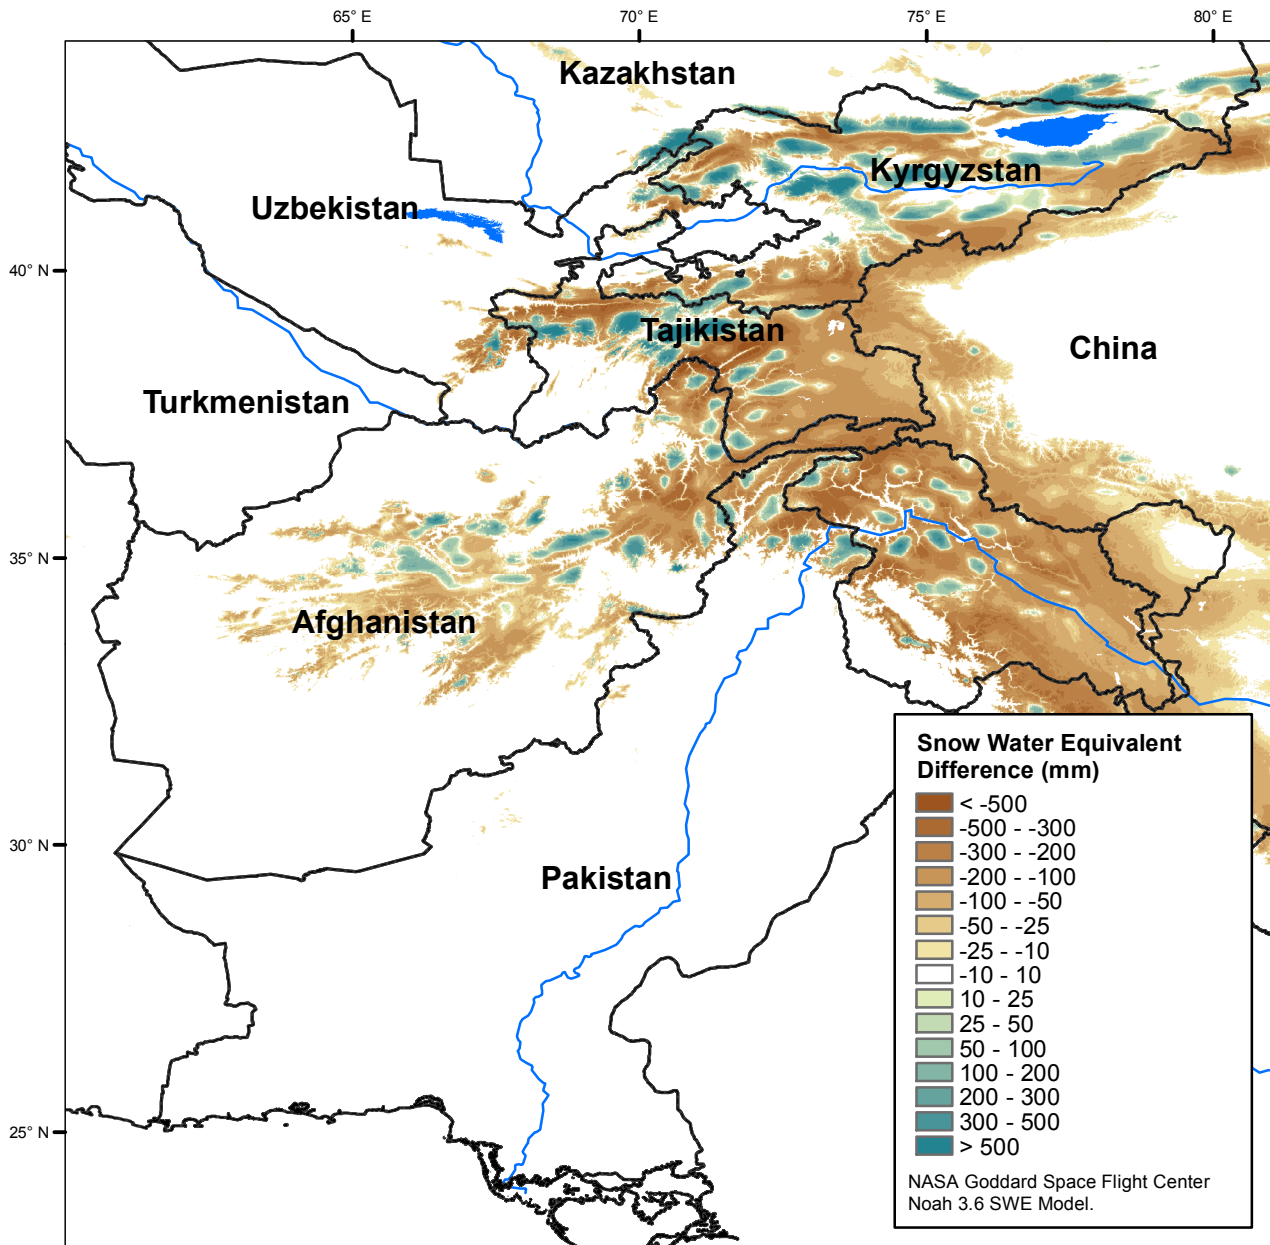 65° E
70° E
75° E
80° E
Kazakhstan
Kyrgyzstan
Uzbekistan
40° N
Tajikistan
China
Turkmenistan
35° N
Afghanistan
Snow Water Equivalent
Difference (mm)
< -500
-500 - -300
-300 - -200
-200 - -100
-100 - -50
-50 - -25
-25 - -10
-10 - 10
10 - 25
25 - 50
50 - 100
100 - 200
200 - 300
300 - 500
> 500
NASA Goddard Space Flight Center
Noah 3.6 SWE Model.
30° N
Pakistan
25° N